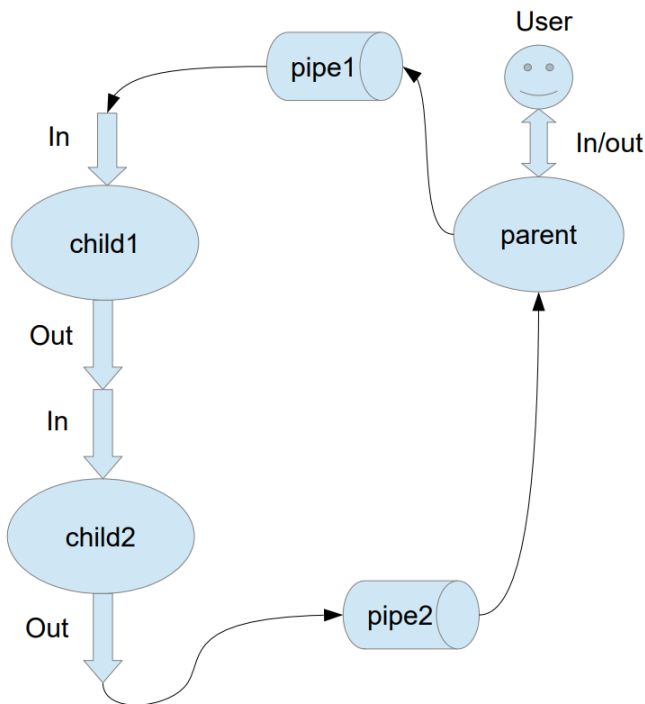 User
pipe1
In
In/out
child1
parent
Out
In
child2
pipe2
Out